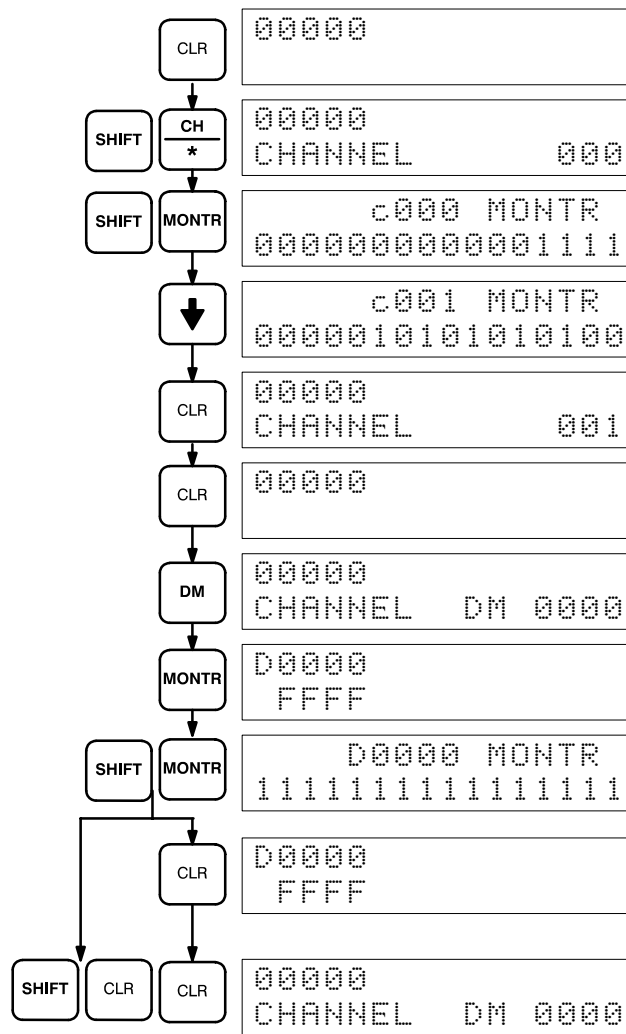 CLR
00000
SHIFT
CH
*
00000
CHANNEL 000
SHIFT
MONTR
c000 MONTR
0000000000001111
c001 MONTR
0000010101010100
CLR
00000
CHANNEL 001
CLR
00000
DM
00000
CHANNEL DM 0000
MONTR
D0000
FFFF
SHIFT
MONTR
D0000 MONTR
1111111111111111
CLR
D0000
FFFF
SHIFT
CLR
CLR
00000
CHANNEL DM 0000